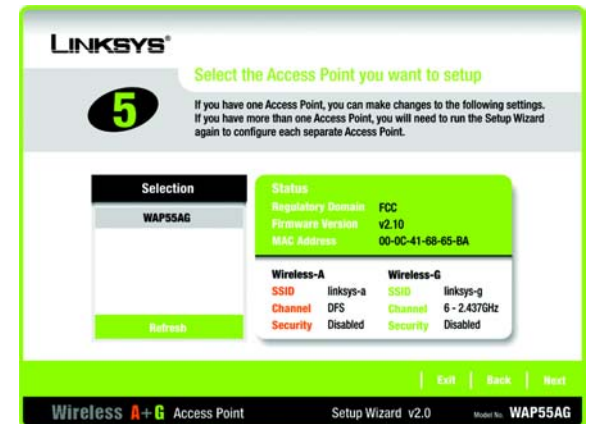 LINKSYS®
Select the Access Point you want to setup
5
If you have one Access Point, you can make changes to the following settings.
If you have more than one Access Point, you will need to run the Setup Wizard
again to configure each separate Access Point.
Selection
WAP55AG
Refresh
Status
Regulatory Domain FCC
Firmware Version v2.10
MAC Address 00-0C-41-68-65-BA
Wireless-A
SSID linksys-a
Channel DFS
Security Disabled
Wireless-G
SSID linksys-g
Channel 6 - 2.437GHz
Security Disabled
Exit | Back | Next
Wireless A+G Access Point Setup Wizard v2.0 Model No. WAP55AG